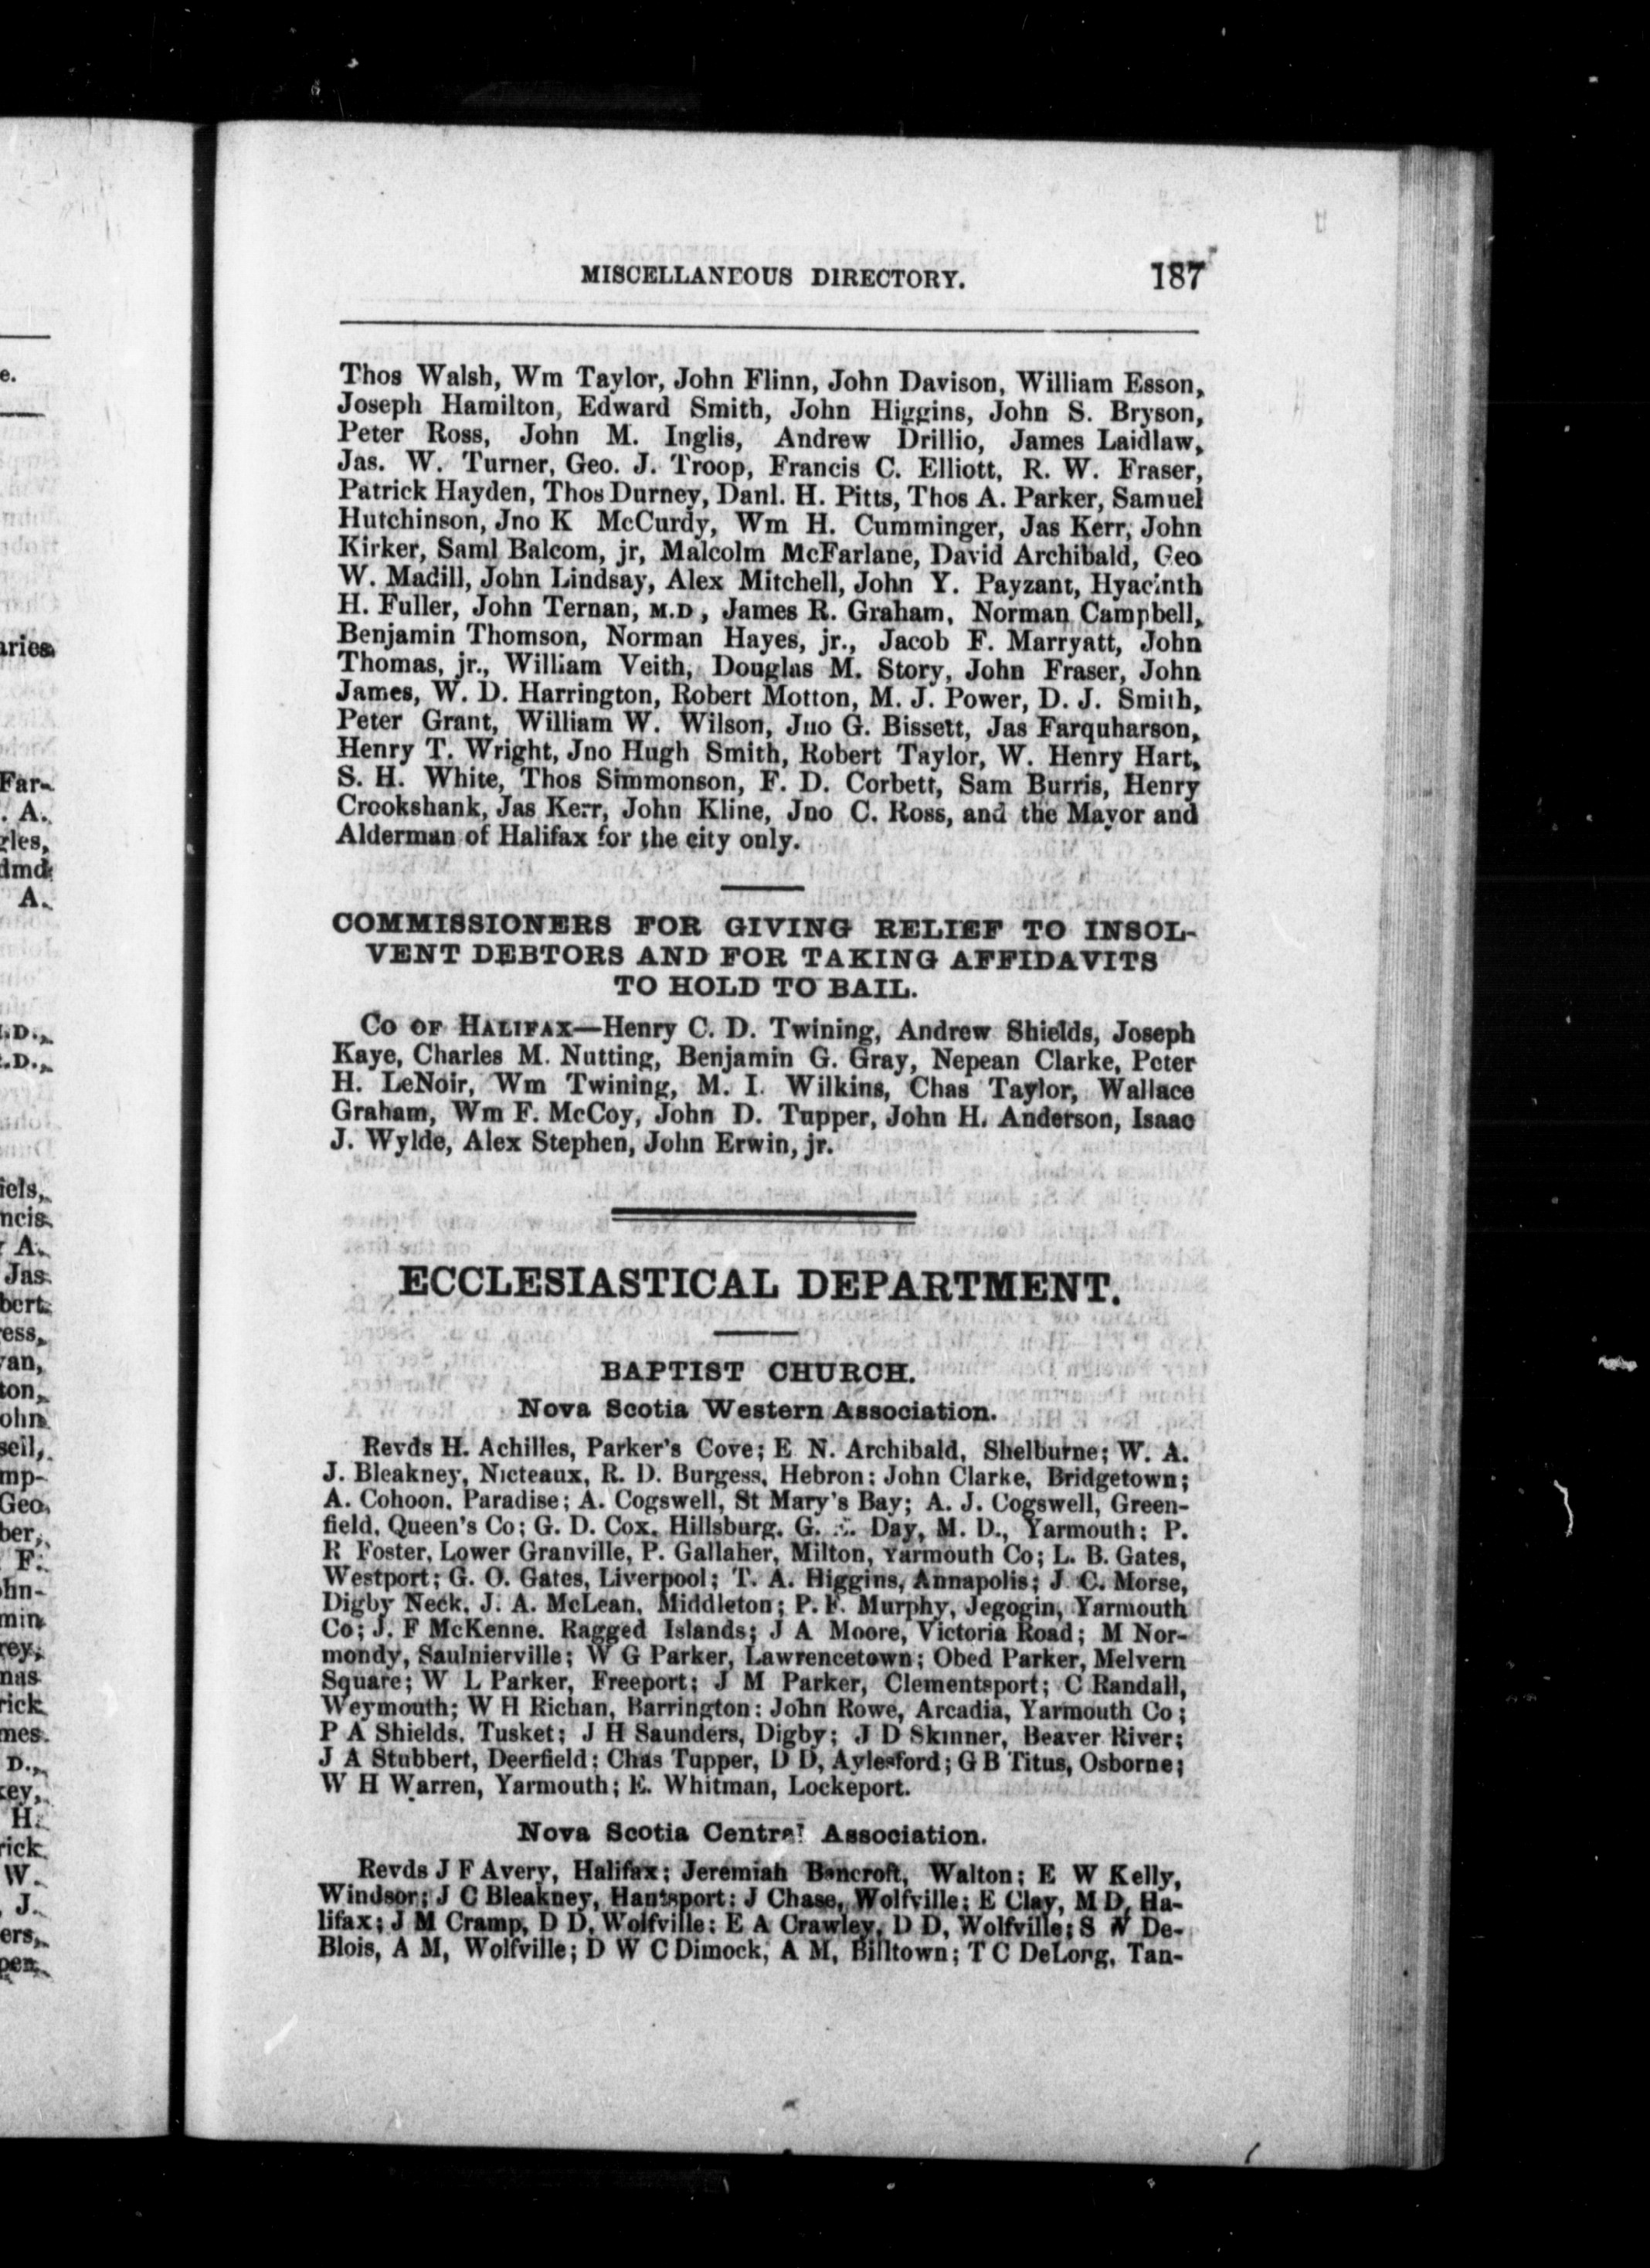 MISCELLANEOUS DIRECTORY. 187
Thos Walsh, Wm Taylor, John Flinn, John Davison, William Esson,
Joseph Hamilton, Edward Smith, John Higgins, John S. Bryson,
Peter Ross, John M. Inglis, Andrew Drillio, James Laidlaw,
Jas. W. Turner, Geo. J. Troop, Francis C. Elliott, R. W. Fraser,
Patrick Hayden, Thos Durney, Danl. H. Pitts, Thos A. Parker, Samuel
Hutchinson, Jno K McCurdy, Wm H. Cumminger, Jas Kerr, John
Kirker, Saml Balcom, jr, Malcolm McFarlane, David Archibald, Geo
W. Madill, John Lindsay, Alex Mitchell, John Y. Payzant, Hyacinth
H. Fuller, John Ternan, M.D, James R. Graham, Norman Campbell,
Benjamin Thomson, Norman Hayes, jr., Jacob F. Marryatt, John
Thomas, jr., William Veith, Douglas M. Story, John Fraser, John
James, W. D. Harrington, Robert Motton, M. J. Power, D. J. Smith,
Peter Grant, William W. Wilson, Juo G. Bissett, Jas Farquharson,
Henry T. Wright, Jno Hugh Smith, Robert Taylor, W. Henry Hart,
S. H. White, Thos Simmonson, F. D. Corbett, Sam Burris, Henry
Crookshank, Jas Kerr, John Kline, Jno C. Ross, and the Mayor and
Alderman of Halifax for the city only.
COMMISSIONERS FOR GIVING RELIEF TO INSOL-
VENT DEBTORS AND FOR TAKING AFFIDAVITS
TO HOLD TO BAIL.
Co of Halifax—Henry C. D. Twining, Andrew Shields, Joseph
Kaye, Charles M. Nutting, Benjamin G. Gray, Nepean Clarke, Peter
H. LeNoir, Wm Twining, M. I. Wilkins, Chas Taylor, Wallace
Graham, Wm F. McCoy, John D. Tupper, John H. Anderson, Isaac
J. Wylde, Alex Stephen, John Erwin, jr.
ECCLESIASTICAL DEPARTMENT.
BAPTIST CHURCH.
Nova Scotia Western Association.
Revds H. Achilles, Parker's Cove; E N. Archibald, Shelburne; W. A.
J. Bleakney, Nicteaux, R. D. Burgess, Hebron: John Clarke, Bridgetown;
A. Cohoon. Paradise; A. Cogswell, St Mary's Bay; A. J. Cogswell, Green-
field, Queen's Co; G. D. Cox. Hillsburg. G. Day, M. D., Yarmouth; P.
R Foster, Lower Granville, P. Gallaher, Milton, Yarmouth Co; L. B. Gates,
Westport; G. O. Gates, Liverpool; T. A. Higgins, Annapolis; J. C. Morse,
Digby Neck, J. A. McLean, Middleton; P. F. Murphy, Jegogin, Yarmouth
Co; J. F McKenne. Ragged Islands; J A Moore, Victoria Road; M Nor-
mondy, Saulnierville; W G Parker, Lawrencetown; Obed Parker, Melvern
Square; W L Parker, Freeport; J M Parker, Clementsport; C Randall,
Weymouth; W H Richan, Barrington: John Rowe, Arcadia, Yarmouth Co;
P A Shields, Tusket; J H Saunders, Digby; J D Skinner, Beaver River;
J A Stubbert, Deerfield; Chas Tupper, D D, Aylesford; G B Titus, Osborne;
W H Warren, Yarmouth; E. Whitman, Lockeport.
Nova Scotia Central Association.
Revds J F Avery, Halifax; Jeremiah Bancroft, Walton; E W Kelly,
Windsor; J C Bleakney, Hantsport; J Chase, Wolfville; E Clay, M D, Ha-
lifax; J M Cramp, D D, Wolfville; E A Crawley, D D, Wolfville; S W De-
Blois, A M, Wolfville; D W C Dimock, A M, Billtown; T C DeLong, Tan-